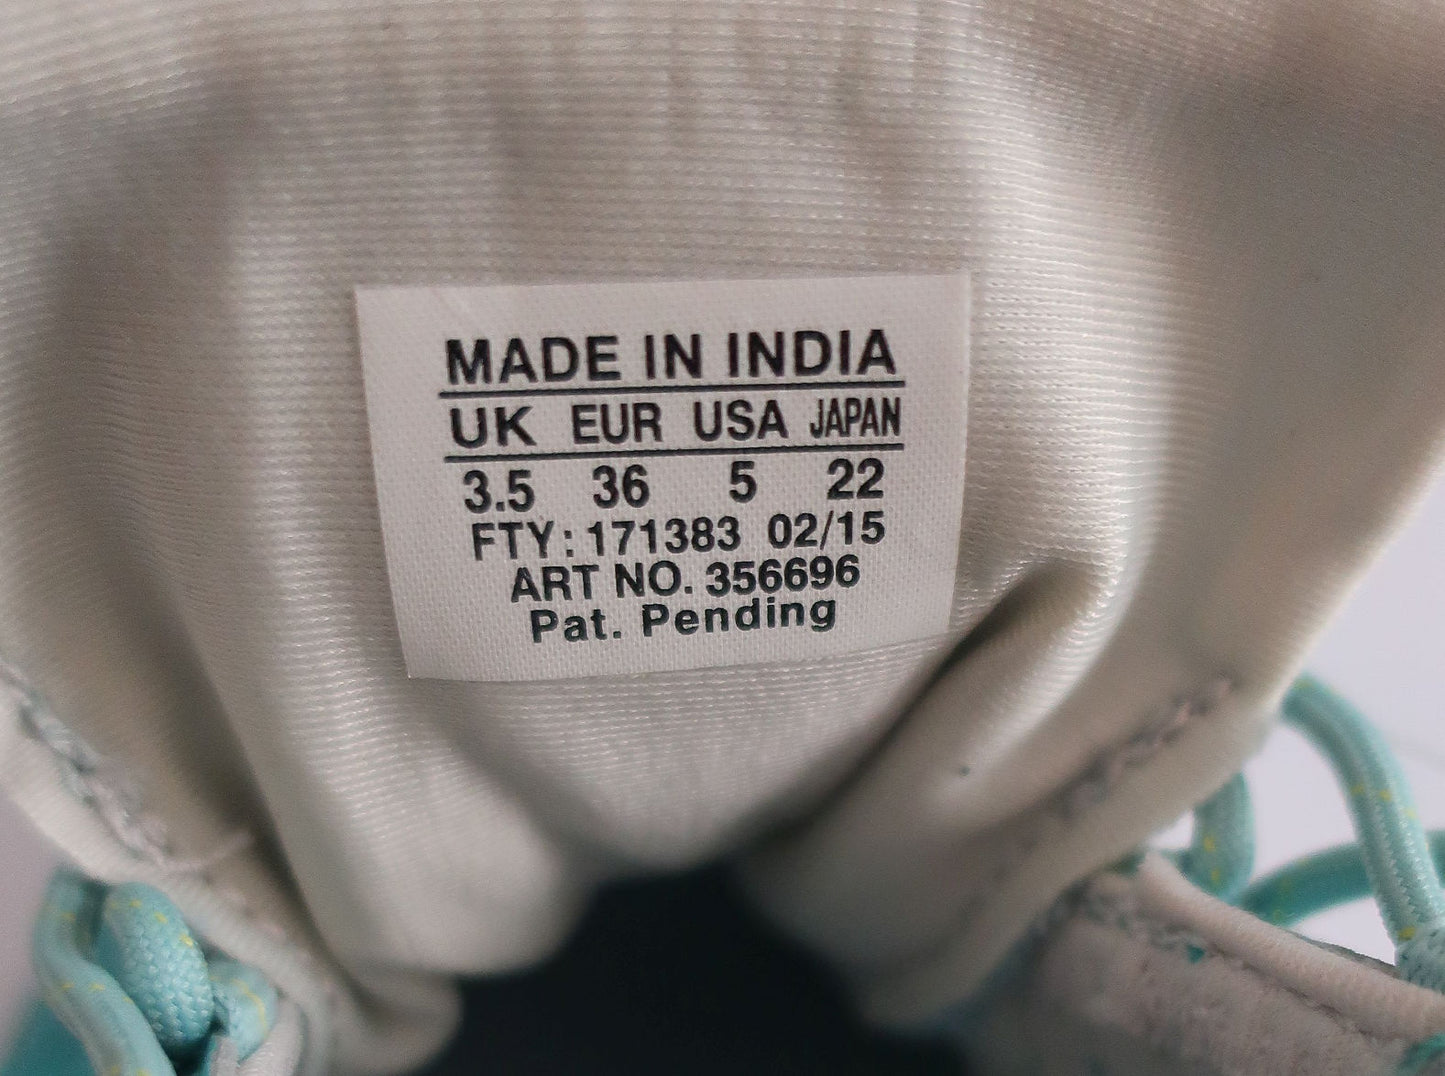 MADE IN INDIA
UK EUR USA JAPAN
3.5 36 5 22
FTY: 171383 02/15
ART NO. 356696
Pat. Pending